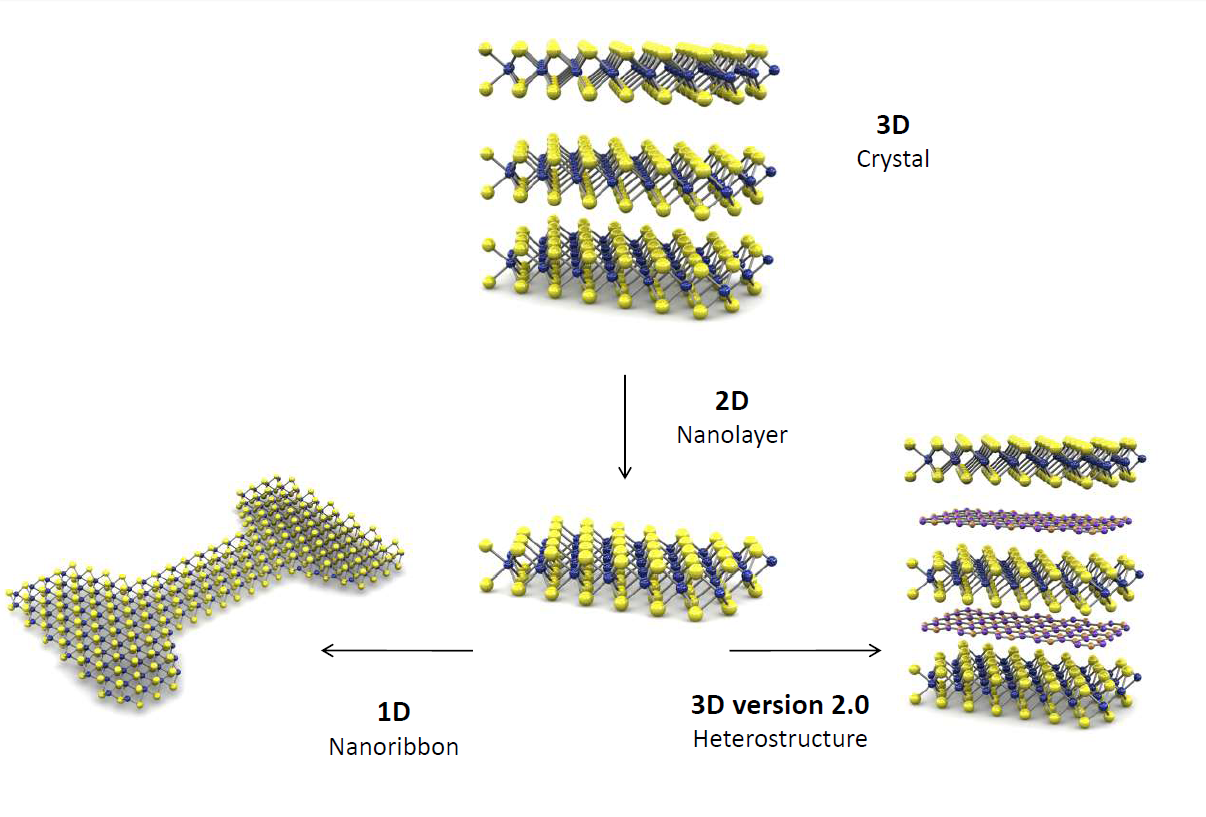 3D
Crystal
2D
Nanolayer
1D
Nanoribbon
3D version 2.0
Heterostructure